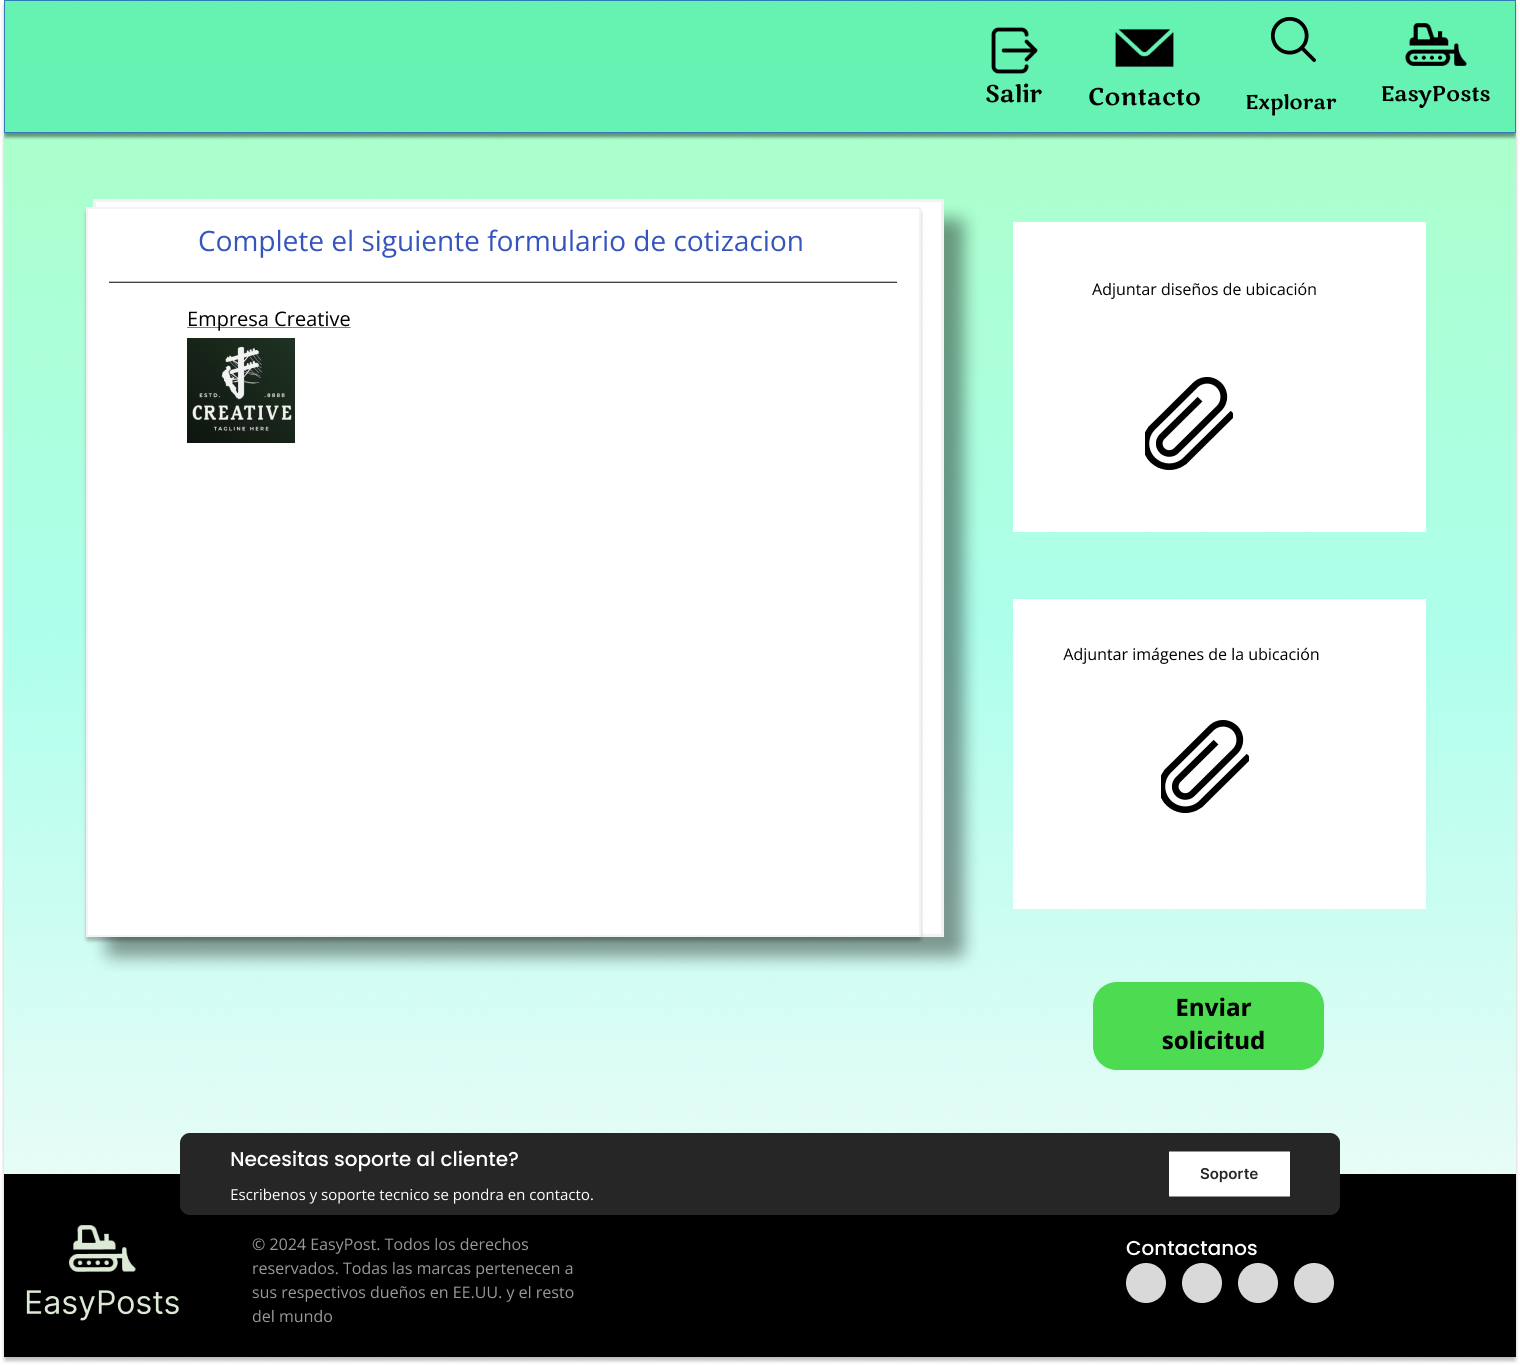 Salir
Contacto
Explorar
EasyPosts
Complete el siguiente formulario de cotizacion
Empresa Creative
ESTD. .8888
CREATIVE
TAGLINE HERE
Adjuntar diseños de ubicación
Adjuntar imágenes de la ubicación
Enviar
solicitud
Necesitas soporte al cliente?
Escribenos y soporte tecnico se pondra en contacto.
Soporte
EasyPosts
© 2024 EasyPost. Todos los derechos
reservados. Todas las marcas pertenecen a
sus respectivos dueños en EE.UU. y el resto
del mundo
Contactanos